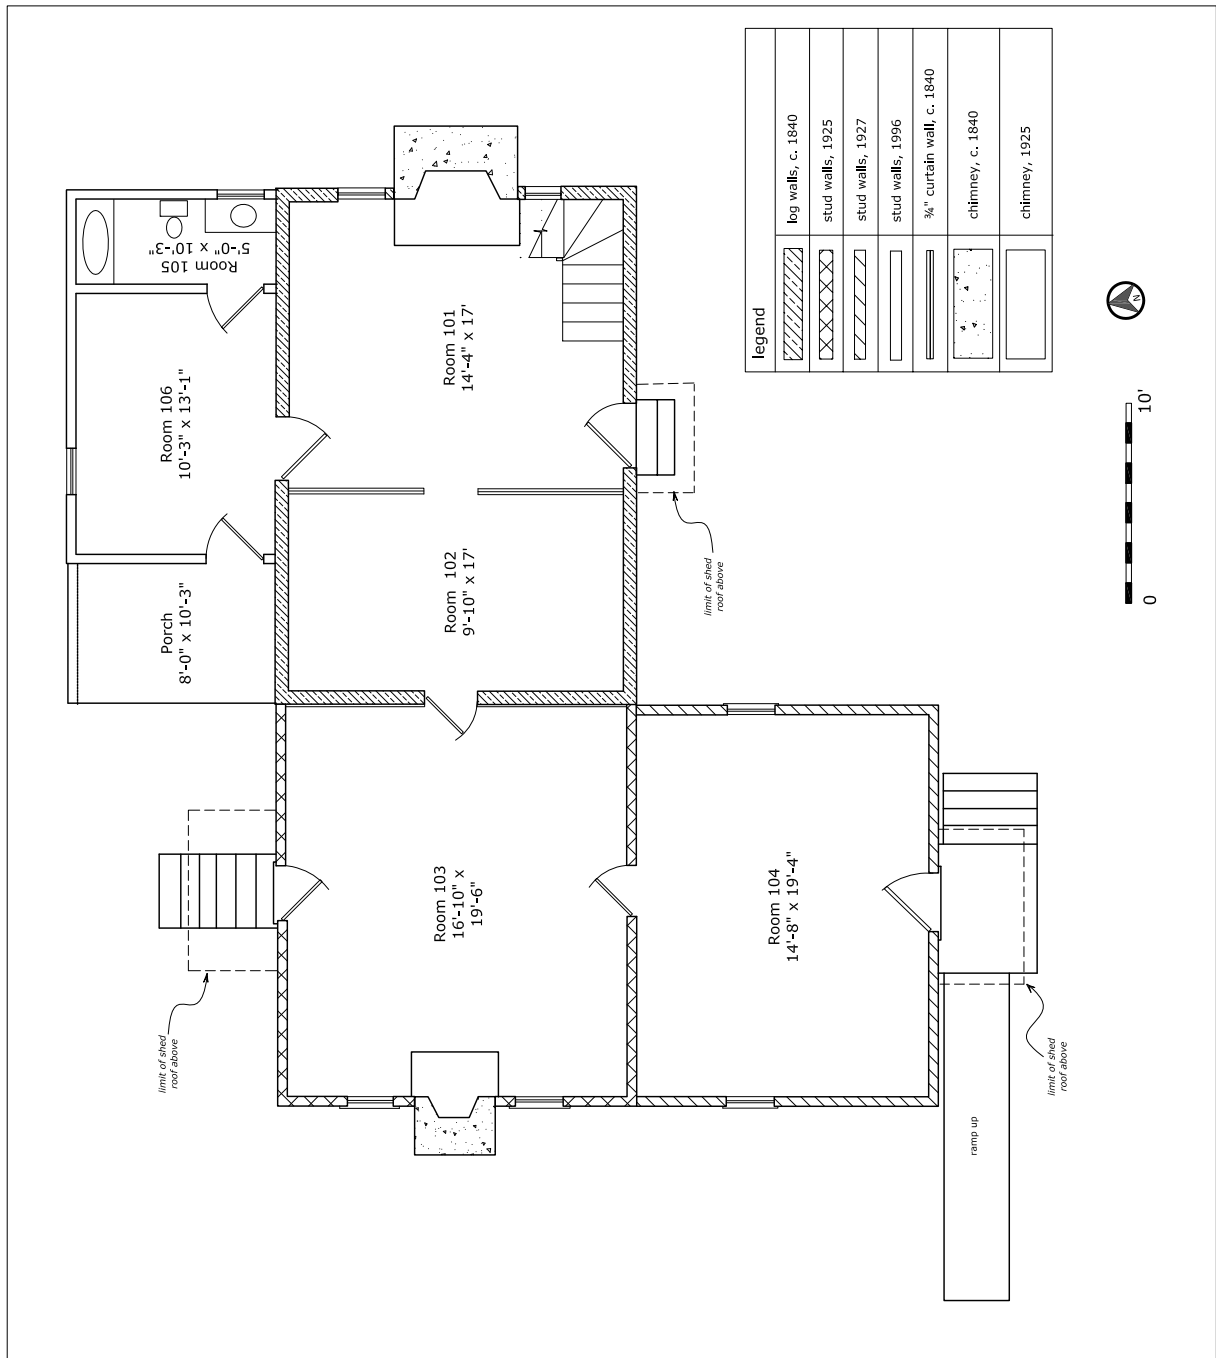 Room 105
5'-0" x 10'-3"
Room 106
10'-3" x 13'-1"
Porch
8'-0" x 10'-3"
Room 101
14'-4" x 17'
Room 102
9'-10" x 17'
Room 103
16'-10" x
19'-6"
Room 104
14'-8" x 19'-4"
limit of shed
roof above
limit of shed
roof above
limit of shed
roof above
ramp up
legend
log walls, c. 1840
stud walls, 1925
stud walls, 1927
stud walls, 1996
¾" curtain wall, c. 1840
chimney, c. 1840
chimney, 1925
N
0
10'